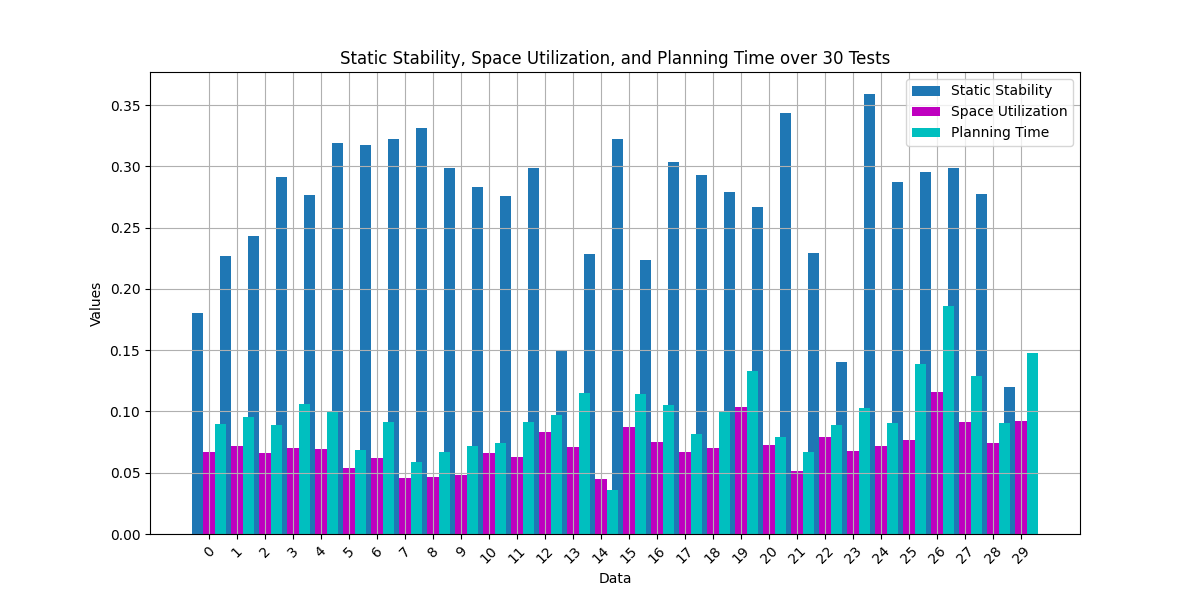 Static Stability, Space Utilization, and Planning Time over 30 Tests
Static Stability
Space Utilization
Planning Time
0.35
0.30
0.25
0.20
0.15
0.10
0.05
0.00
Values
0 1 2 3 4 5 6 7 8 9 10 11 12 13 14 15 16 17 18 19 20 21 22 23 24 25 26 27 28 29
Data